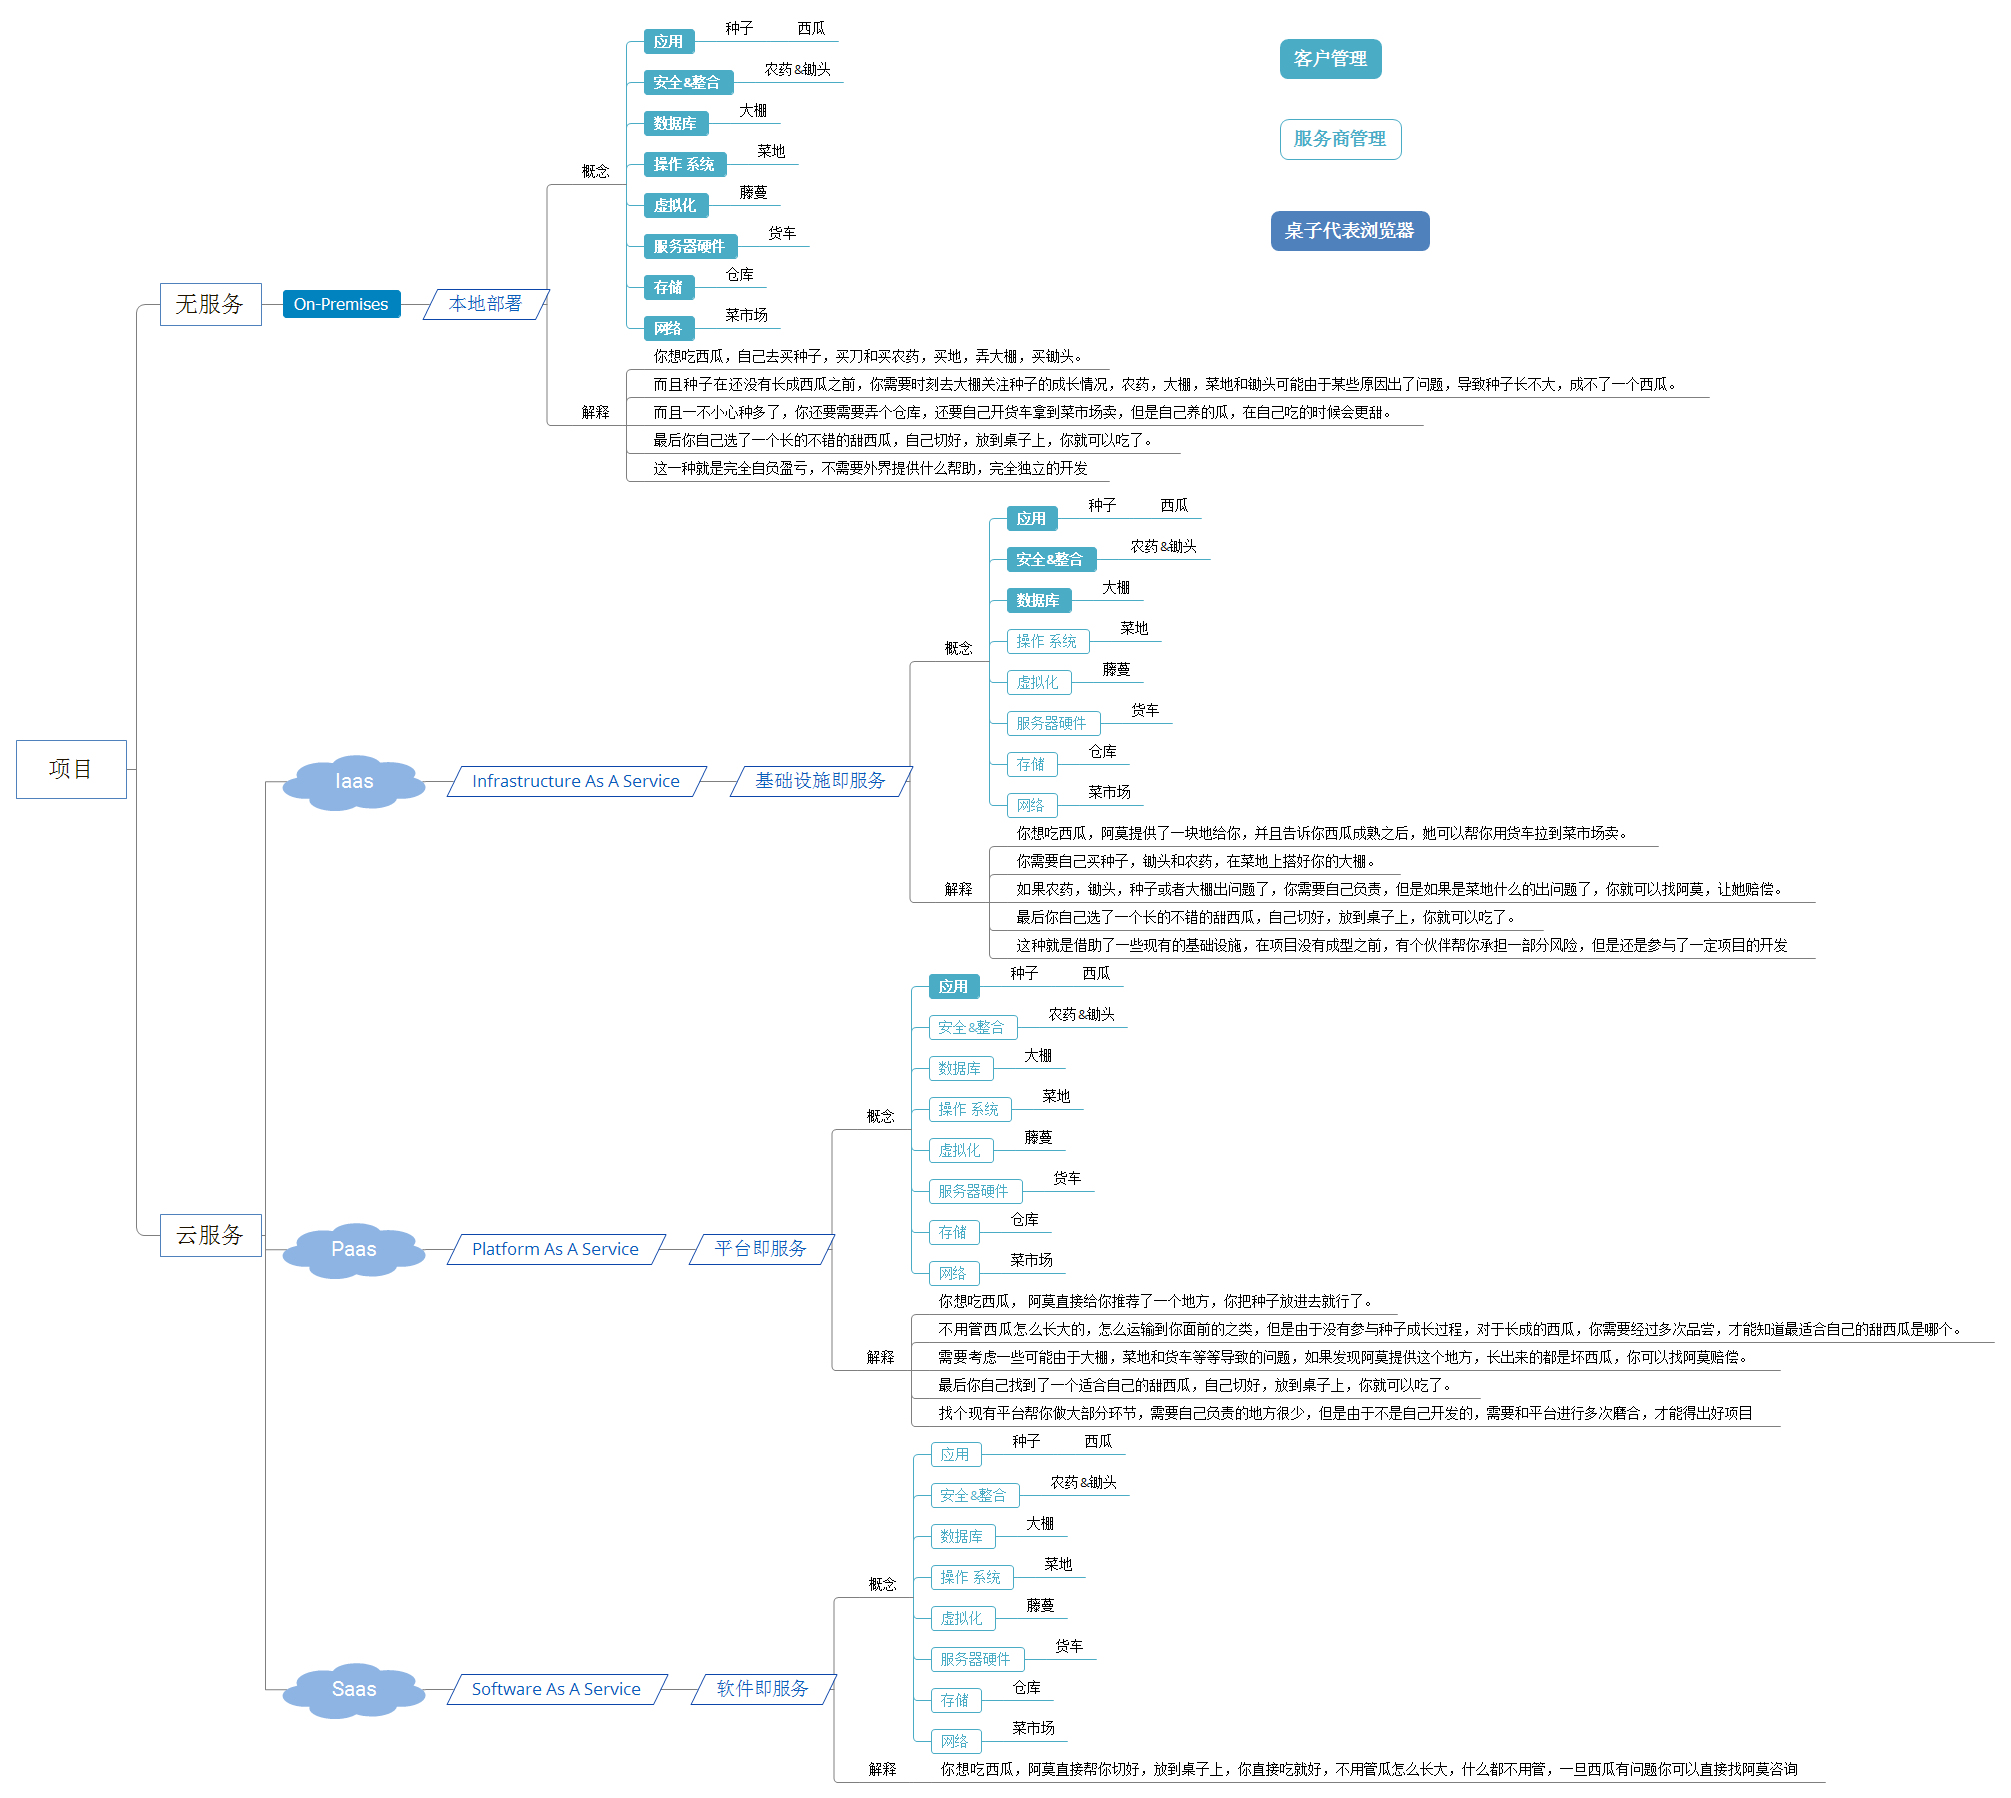 客户管理
服务商管理
桌子代表浏览器
项目
无服务
On-Premises
本地部署
概念
应用 种子 西瓜
安全&整合 农药&锄头
数据库 大棚
操作 系统 菜地
虚拟化 藤蔓
服务器硬件 货车
存储 仓库
网络 菜市场
解释
你想吃西瓜，自己去买种子，买刀和买农药，买地，弄大棚，买锄头。
而且种子在还没有长成西瓜之前，你需要时刻去大棚关注种子的成长情况，农药，大棚，菜地和锄头可能由于某些原因出了问题，导致种子长不大，成不了一个西瓜。
而且一不小心种多了，你还要需要弄个仓库，还要自己开货车拿到菜市场卖，但是自己养的瓜，在自己吃的时候会更甜。
最后你自己选了一个长的不错的甜西瓜，自己切好，放到桌子上，你就可以吃了。
这一种就是完全自负盈亏，不需要外界提供什么帮助，完全独立的开发
云服务
Iaas
Infrastructure As A Service
基础设施即服务
概念
应用 种子 西瓜
安全&整合 农药&锄头
数据库 大棚
操作 系统 菜地
虚拟化 藤蔓
服务器硬件 货车
存储 仓库
网络 菜市场
解释
你想吃西瓜，阿莫提供了一块地给你，并且告诉你西瓜成熟之后，她可以帮你用货车拉到菜市场卖。
你需要自己买种子，锄头和农药，在菜地上搭好你的大棚。
如果农药，锄头，种子或者大棚出问题了，你需要自己负责，但是如果是菜地什么的出问题了，你就可以找阿莫，让她赔偿。
最后你自己选了一个长的不错的甜西瓜，自己切好，放到桌子上，你就可以吃了。
这种就是借助了一些现有的基础设施，在项目没有成型之前，有个伙伴帮你承担一部分风险，但是还是参与了一定项目的开发
Paas
Platform As A Service
平台即服务
概念
应用 种子 西瓜
安全&整合 农药&锄头
数据库 大棚
操作 系统 菜地
虚拟化 藤蔓
服务器硬件 货车
存储 仓库
网络 菜市场
解释
你想吃西瓜， 阿莫直接给你推荐了一个地方，你把种子放进去就行了。
不用管西瓜怎么长大的，怎么运输到你面前的之类，但是由于没有参与种子成长过程，对于长成的西瓜，你需要经过多次品尝，才能知道最适合自己的甜西瓜是哪个。
需要考虑一些可能由于大棚，菜地和货车等等导致的问题，如果发现阿莫提供这个地方，长出来的都是坏西瓜，你可以找阿莫赔偿。
最后你自己找到了一个适合自己的甜西瓜，自己切好，放到桌子上，你就可以吃了。
找个现有平台帮你做大部分环节，需要自己负责的地方很少，但是由于不是自己开发的，需要和平台进行多次磨合，才能得出好项目
Saas
Software As A Service
软件即服务
概念
应用 种子 西瓜
安全&整合 农药&锄头
数据库 大棚
操作 系统 菜地
虚拟化 藤蔓
服务器硬件 货车
存储 仓库
网络 菜市场
解释
你想吃西瓜，阿莫直接帮你切好，放到桌子上，你直接吃就好，不用管瓜怎么长大，什么都不用管，一旦西瓜有问题你可以直接找阿莫咨询